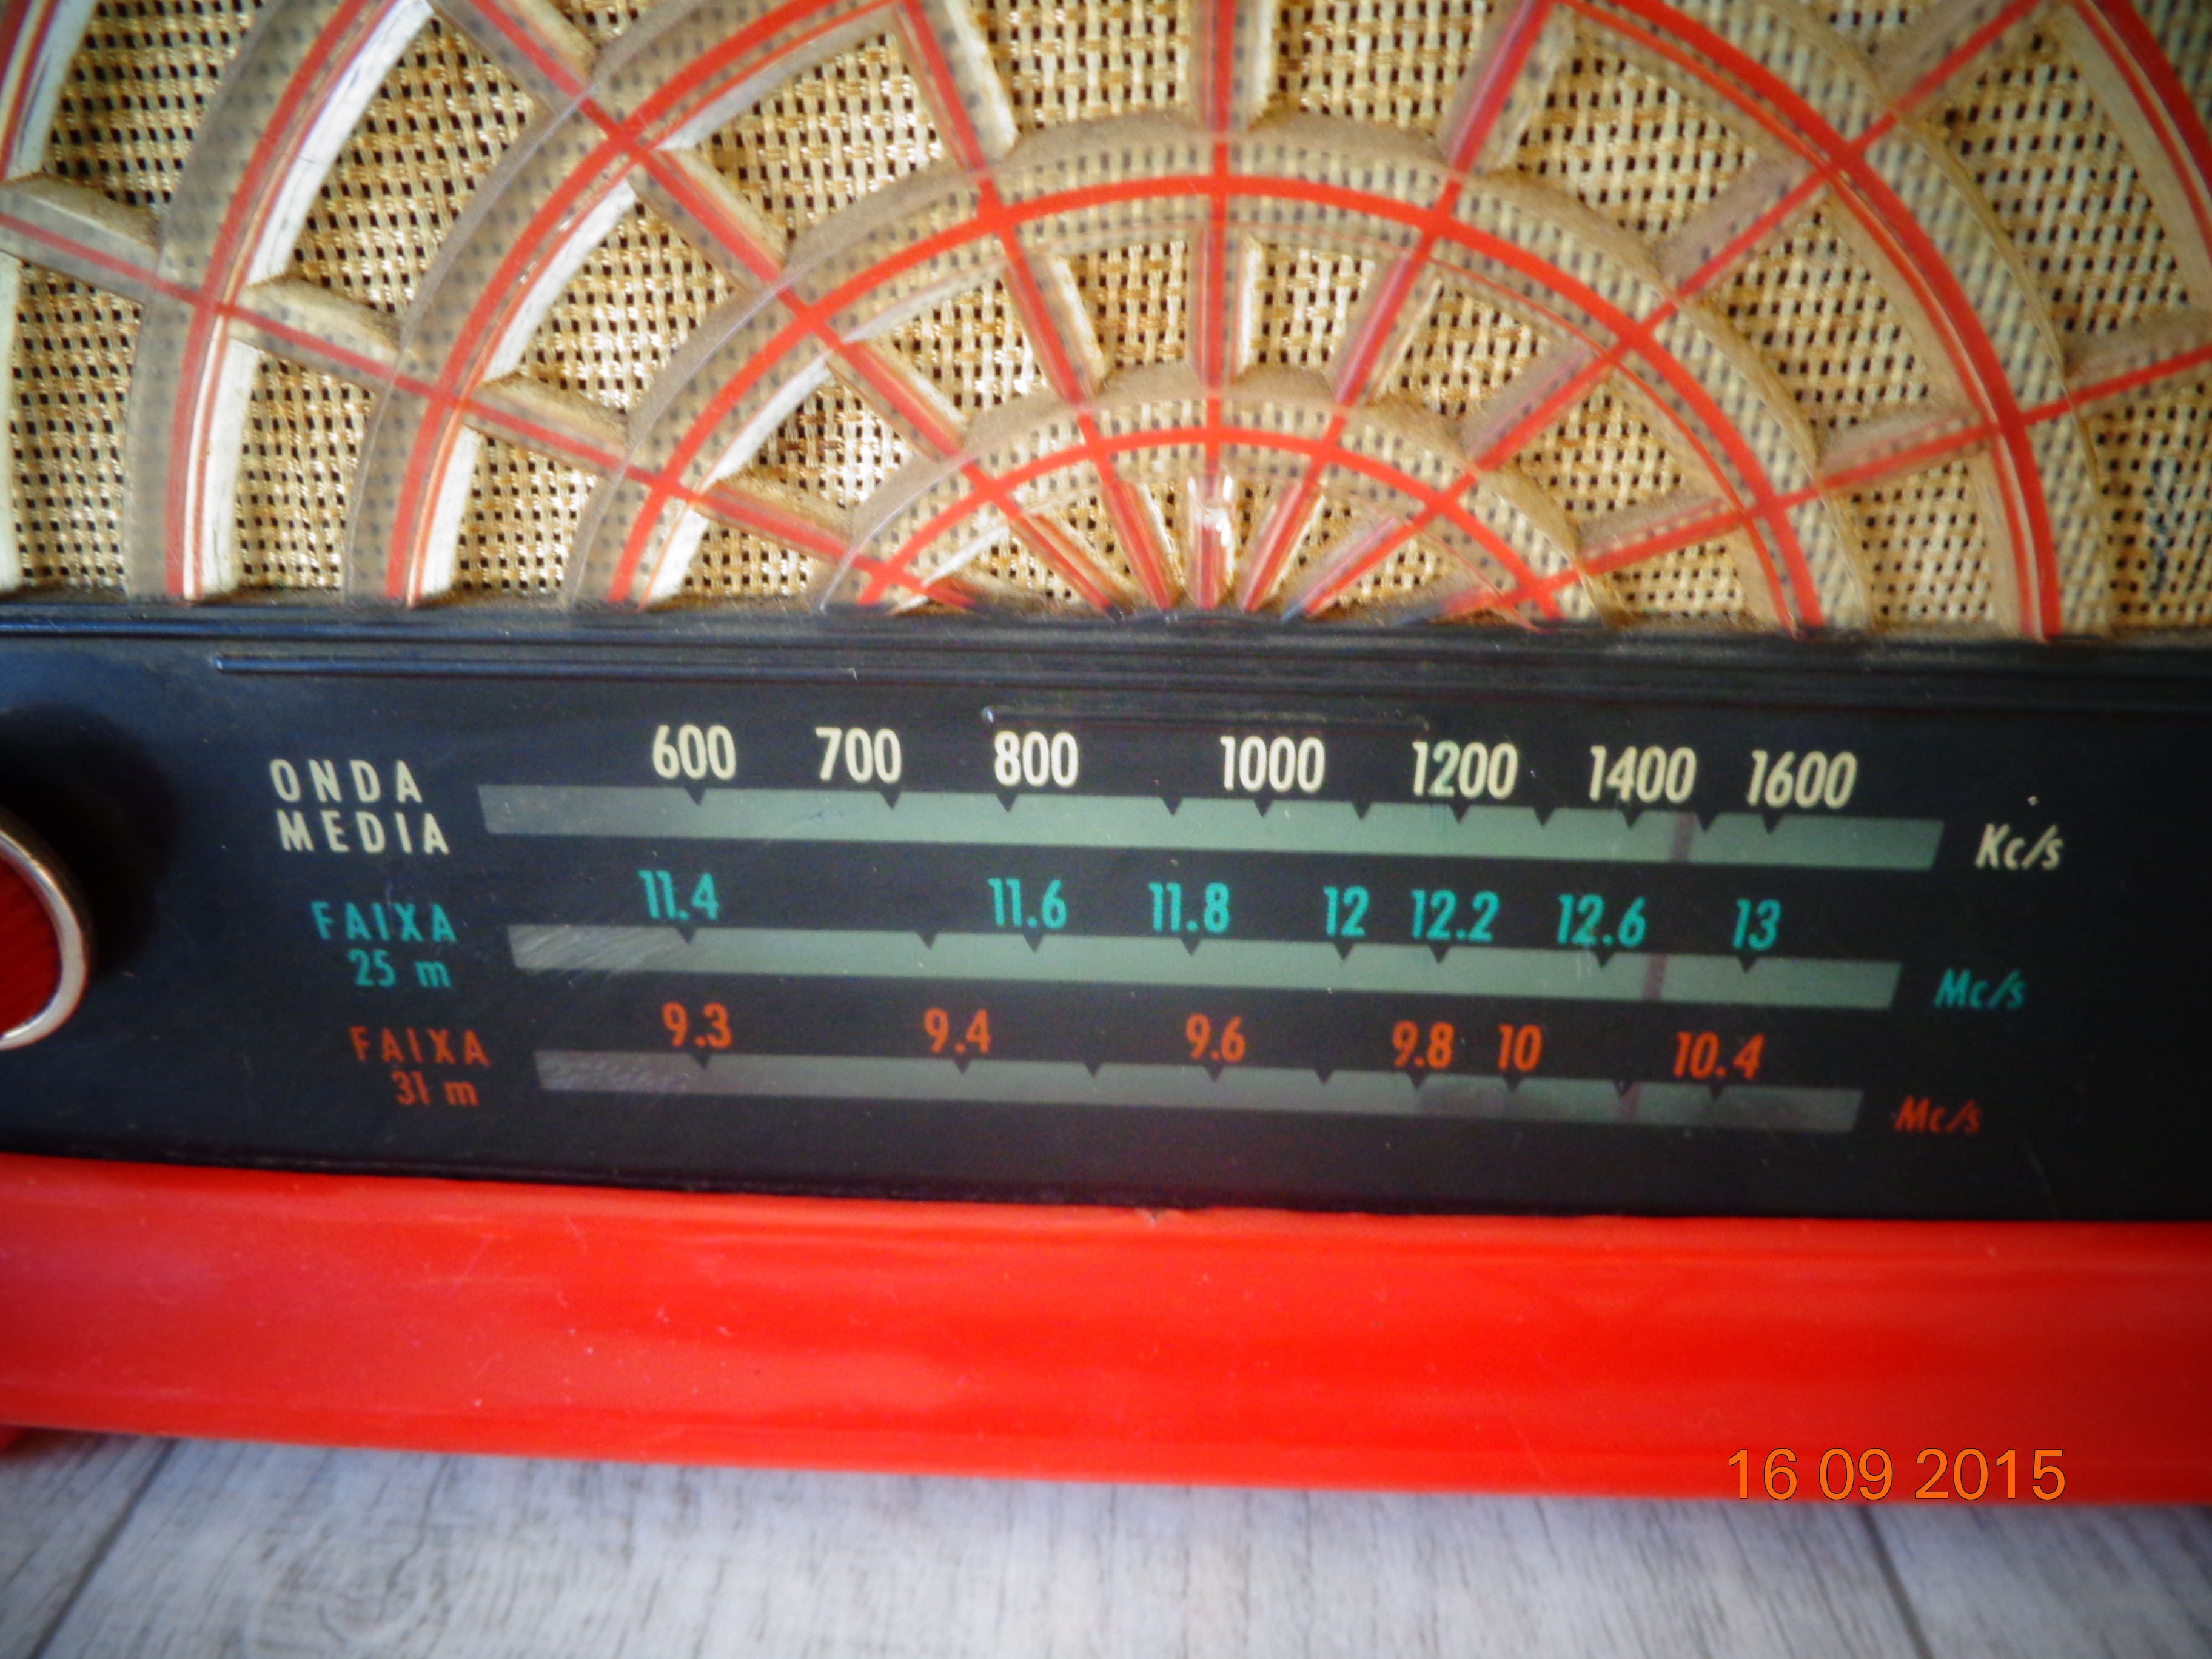 600 700 800 1000 1200 1400 1600
ONDA
MEDIA
Kc/s
11.4 11.6 11.8 12 12.2 12.6 13
FAIXA
25 m
Mc/s
9.3 9.4 9.6 9.8 10 10.4
FAIXA
31 m
Mc/s
16 09 2015